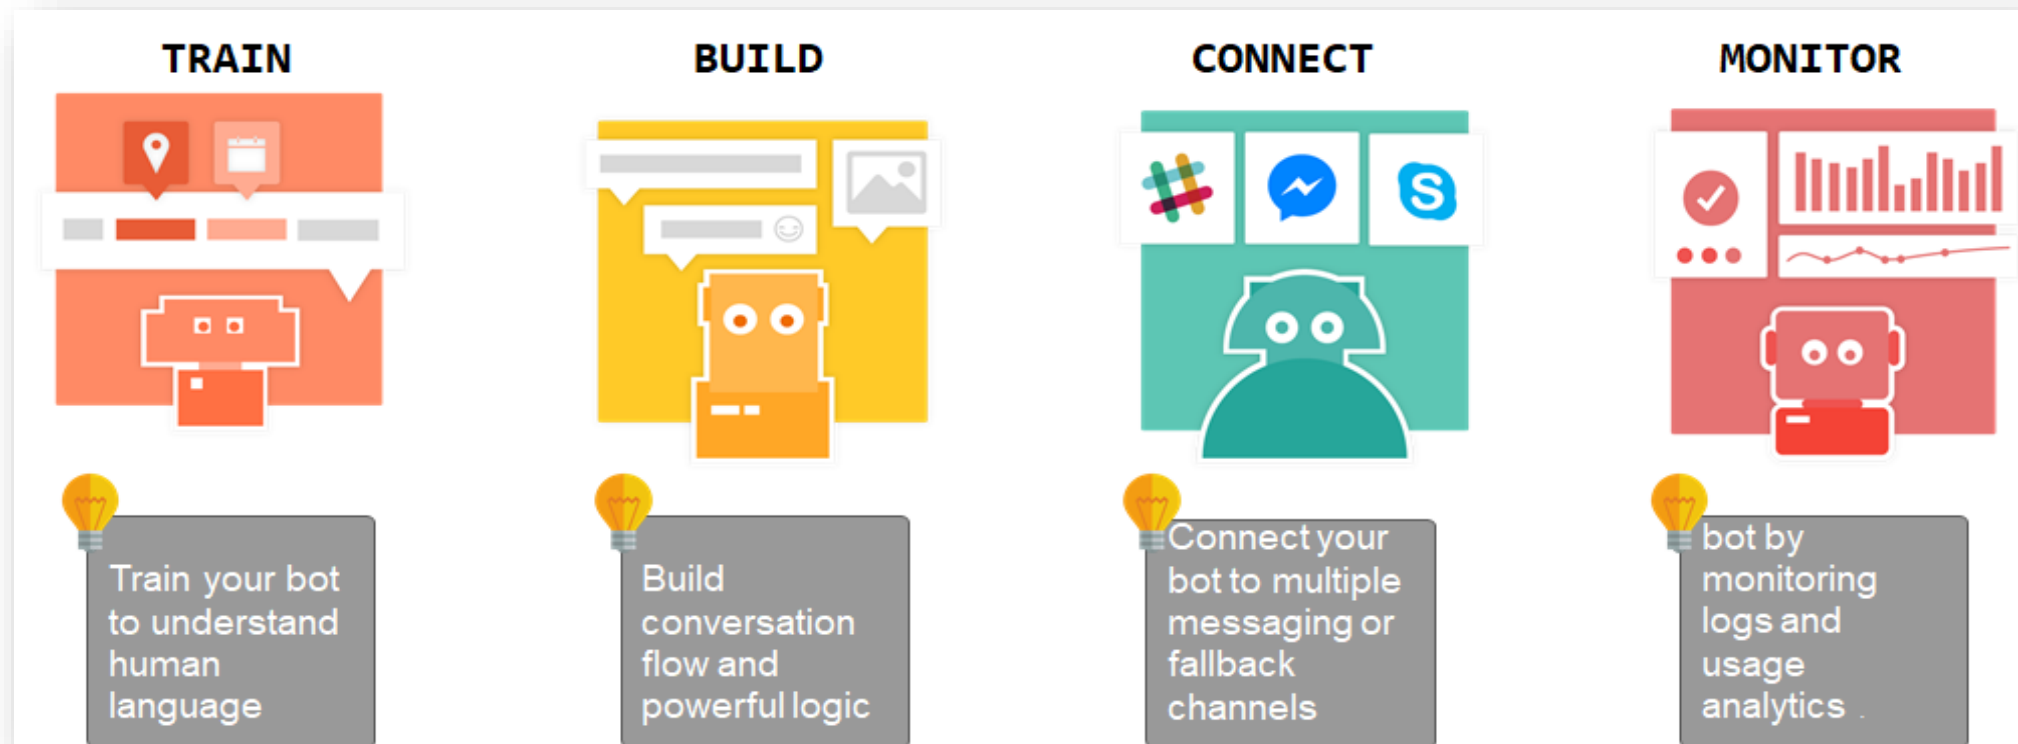 TRAIN
BUILD
CONNECT
MONITOR
Train your bot
to understand
human
language
Build
conversation
flow and
powerful logic
Connect your
bot to multiple
messaging or
fallback
channels
bot by
monitoring
logs and
usage
analytics .